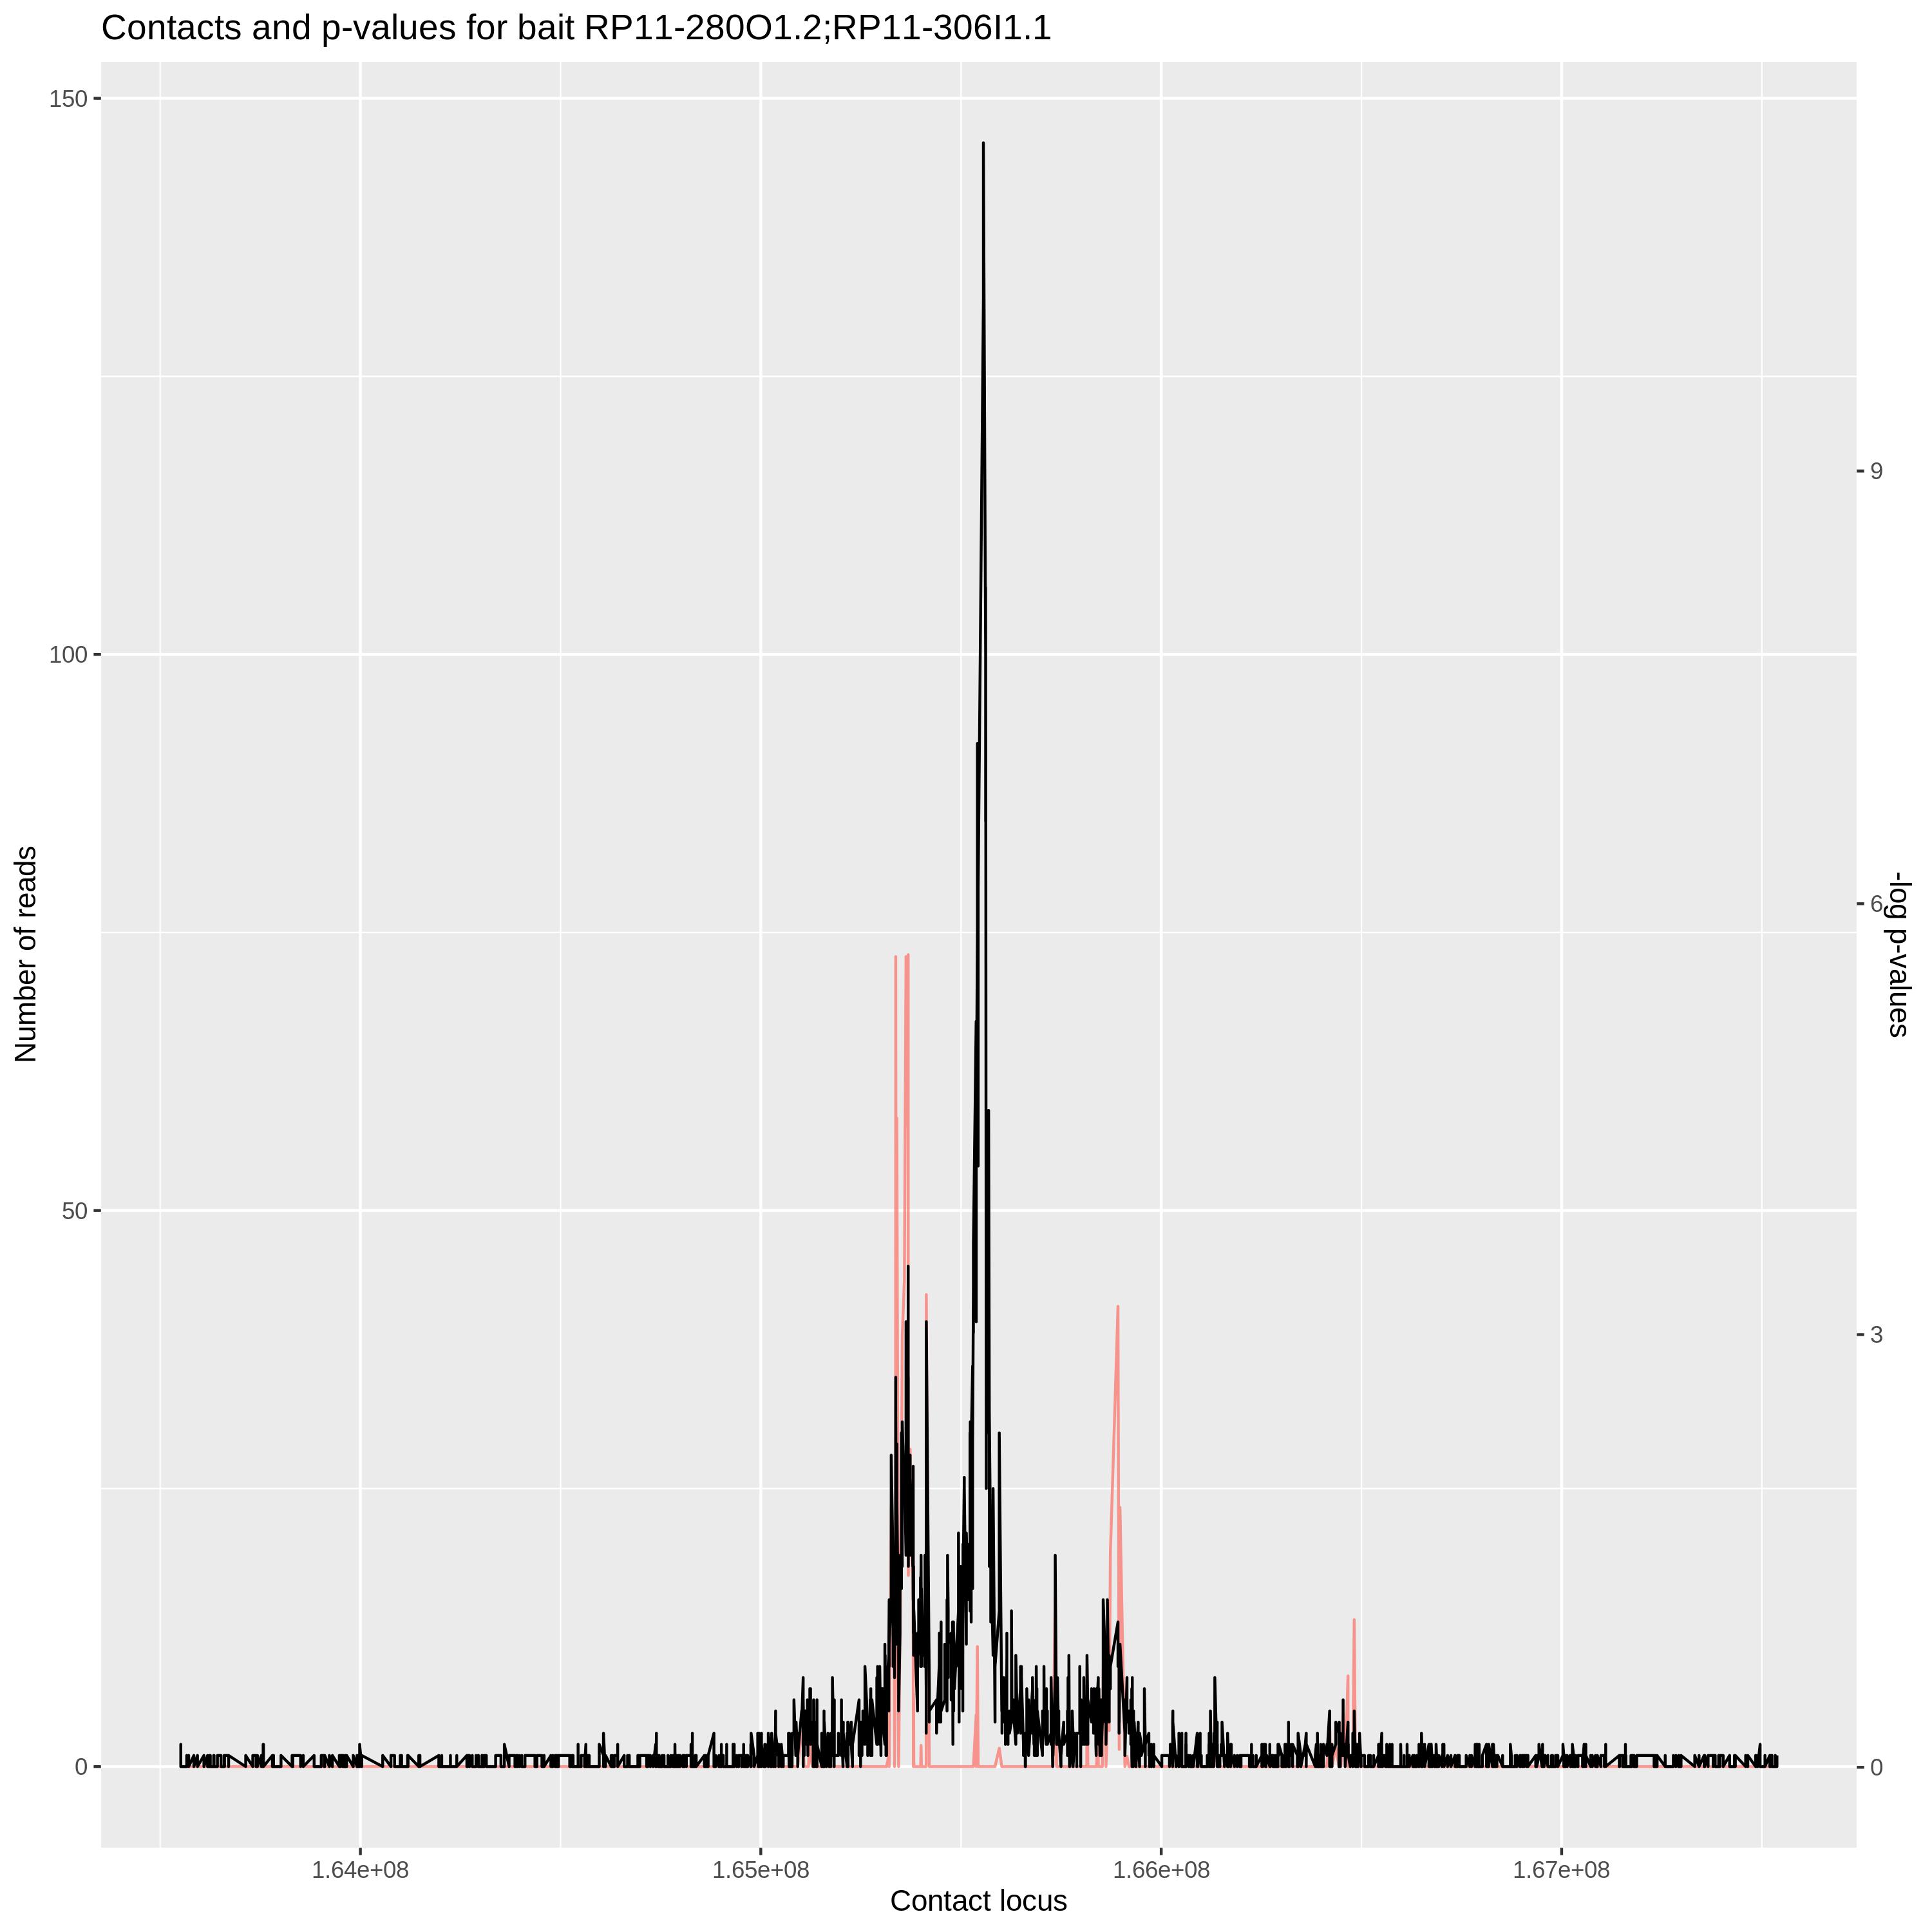 Contacts and p-values for bait RP11-280O1.2;RP11-306I1.1
150
100
50
0
Number of reads
9
6
3
0
-log p-values
1.64e+08
1.65e+08
1.66e+08
1.67e+08
Contact locus